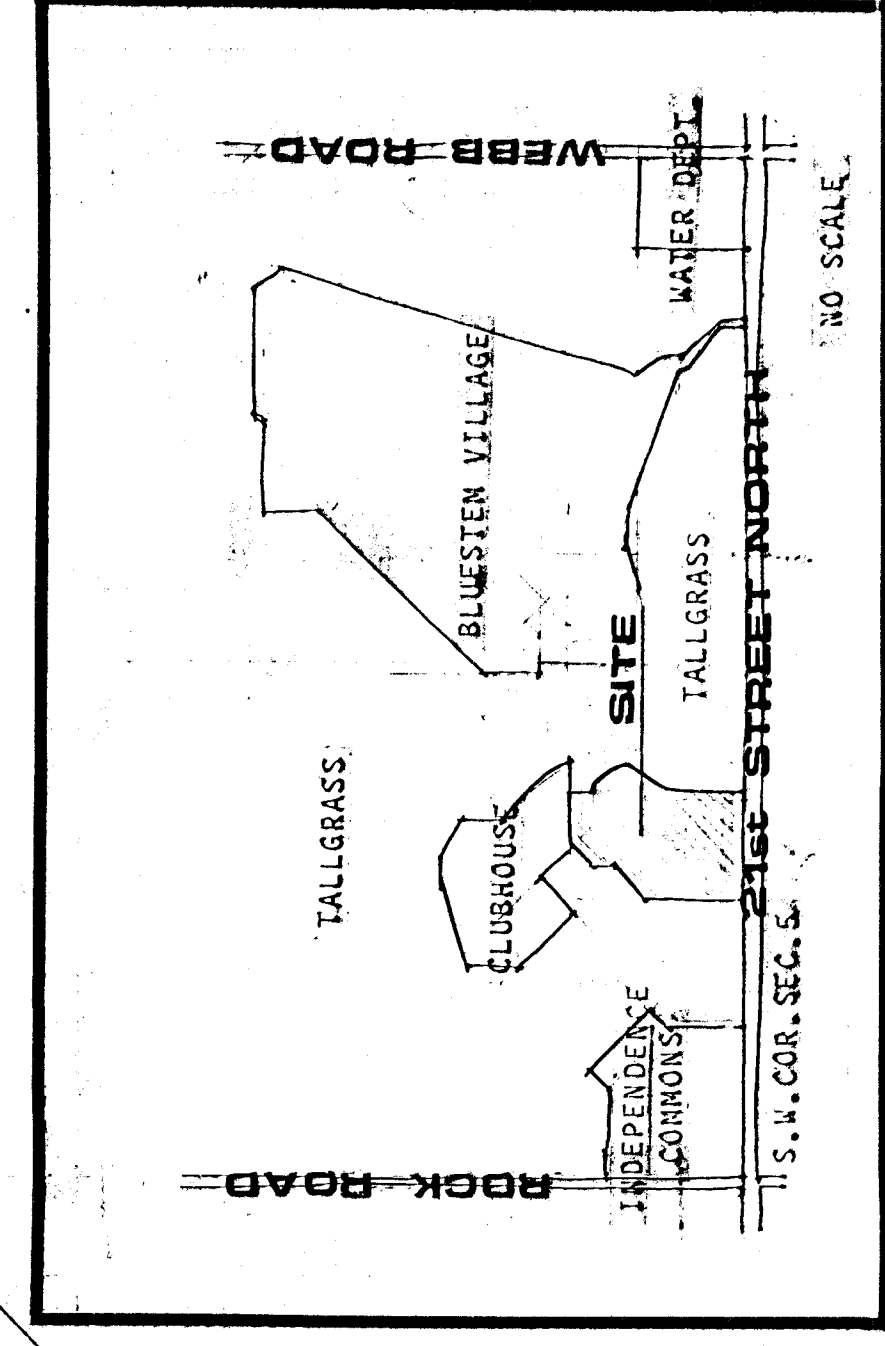 TALLGRASS
BLUESTEM VILLAGE
CLUBHOUSE
SITE
INDEPENDENCE
COMMONS
TALLGRASS
WATER DEPT.
ROCK ROAD
WEBB ROAD
21st STREET NORTH
S.W. COR. SEC. 5
NO SCALE